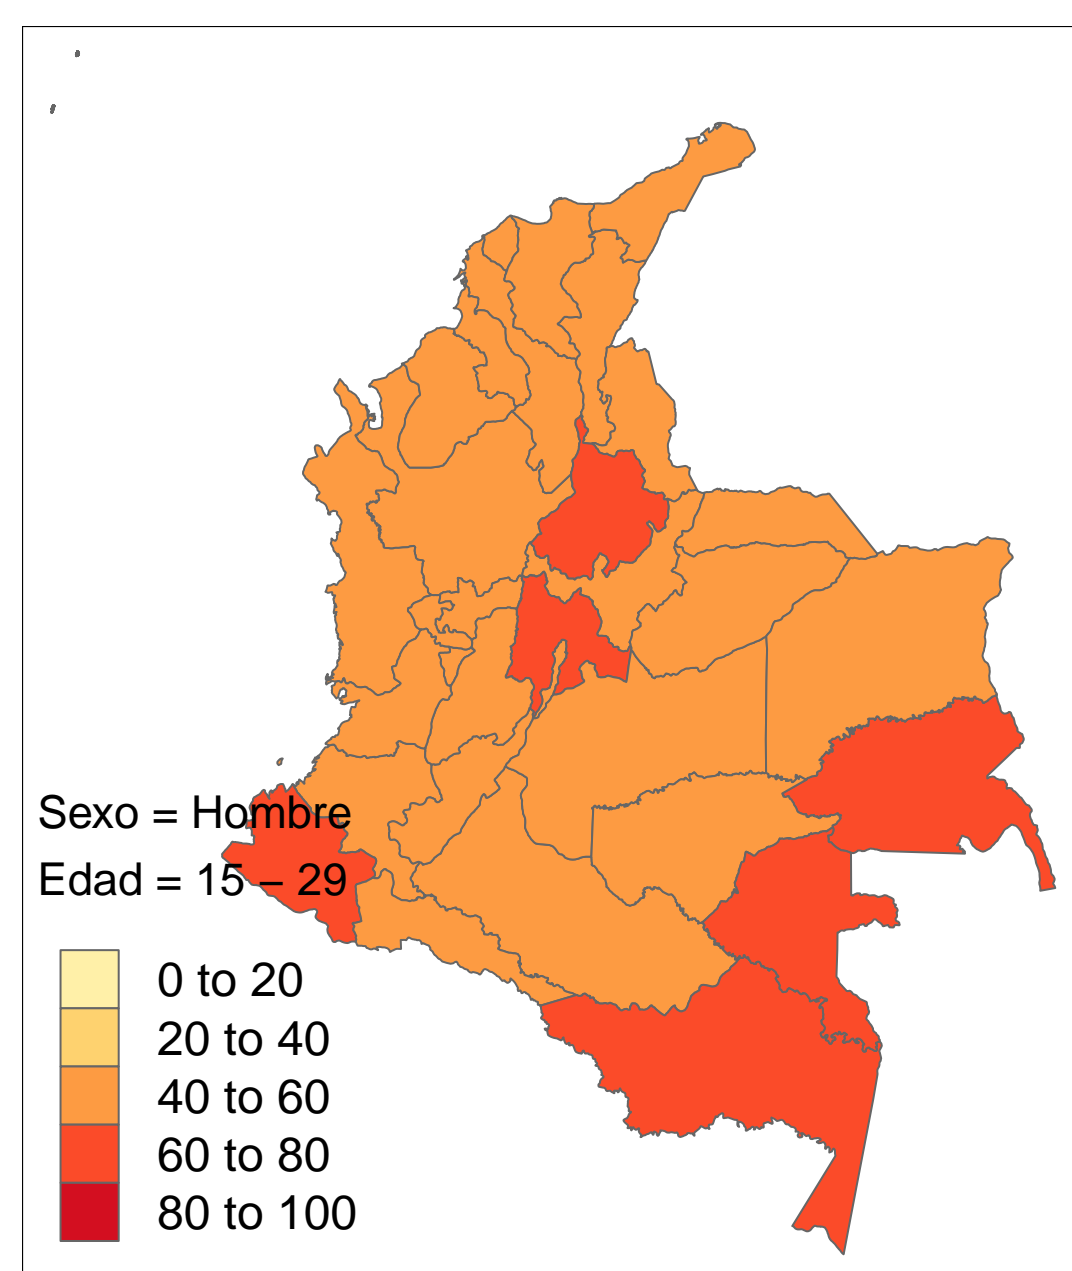 Sexo = Hombre
Edad = 15 – 29
0 to 20
20 to 40
40 to 60
60 to 80
80 to 100